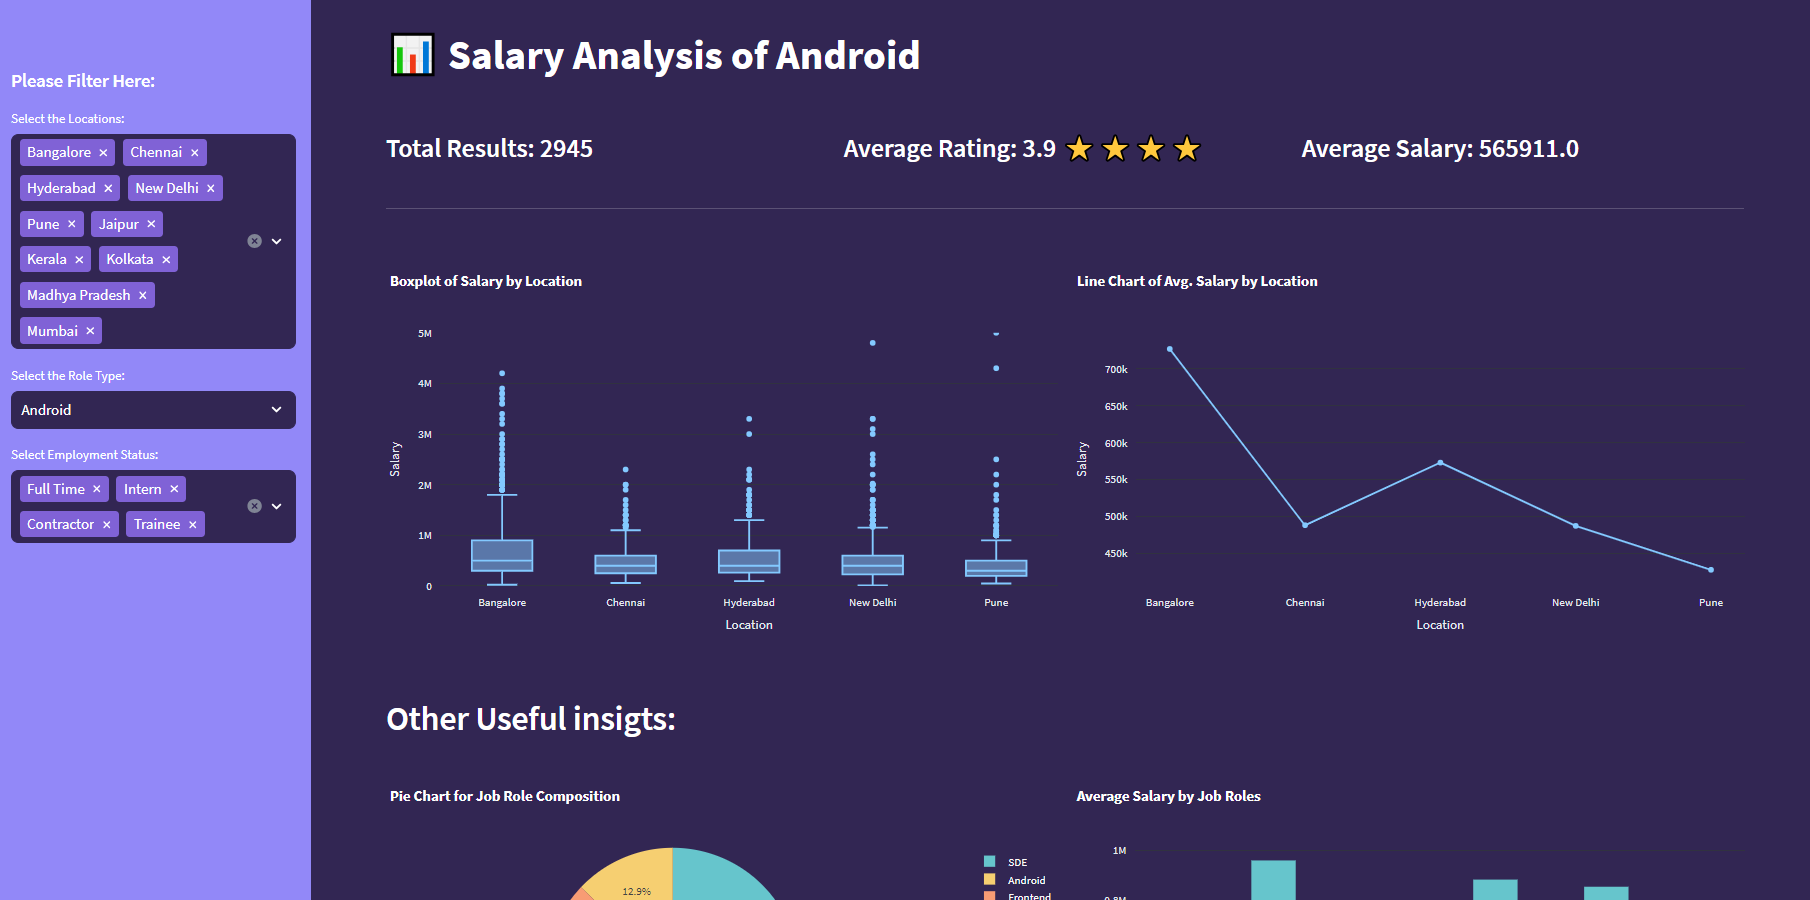 Please Filter Here:
Select the Locations:
Bangalore × Chennai ×
Hyderabad × New Delhi ×
Pune × Jaipur ×
Kerala × Kolkata ×
Madhya Pradesh ×
Mumbai ×
Select the Role Type:
Android
Select Employment Status:
Full Time × Intern ×
Contractor × Trainee ×
Salary Analysis of Android
Total Results: 2945
Average Rating: 3.9
Average Salary: 565911.0
Boxplot of Salary by Location
5M
4M
3M
2M
1M
0
Salary
Bangalore Chennai Hyderabad New Delhi Pune
Location
Line Chart of Avg. Salary by Location
700k
650k
600k
550k
500k
450k
Salary
Bangalore Chennai Hyderabad New Delhi Pune
Location
Other Useful insigts:
Pie Chart for Job Role Composition
12.9%
SDE
Android
Frontend
Average Salary by Job Roles
1M
0.8M